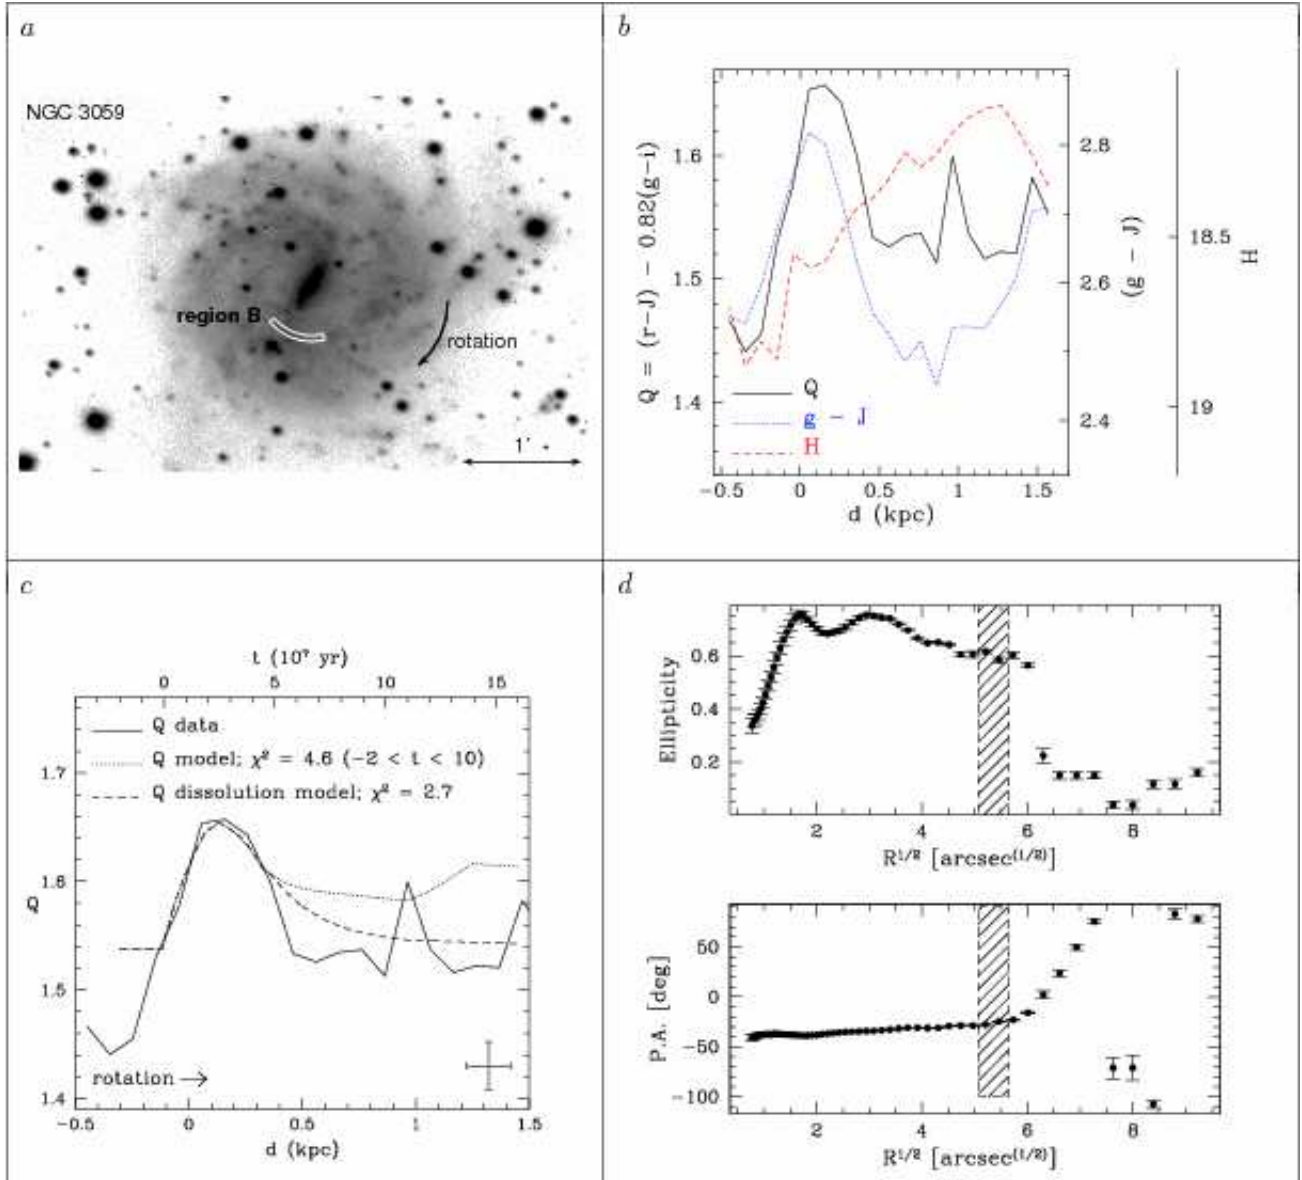 a
NGC 3059
region B
rotation
1'
b
Q = (r-J) - 0.82(g-i)
1.6
1.5
1.4
Q
g - J
H
-0.5 0 0.5 1 1.5
d (kpc)
2.8
2.6
2.4
(g - J)
18.5
19
H
c
t (10⁷ yr)
0 5 10 15
Q data
Q model; χ² = 4.6 (-2 < t < 10)
Q dissolution model; χ² = 2.7
1.7
1.6
1.5
1.4
Q
rotation →
-0.5 0 0.5 1 1.5
d (kpc)
d
Ellipticity
0.6
0.4
0.2
2 4 6 8
R^1/2 [arcsec^(1/2)]
P.A. [deg]
50
0
-50
-100
2 4 6 8
R^1/2 [arcsec^(1/2)]